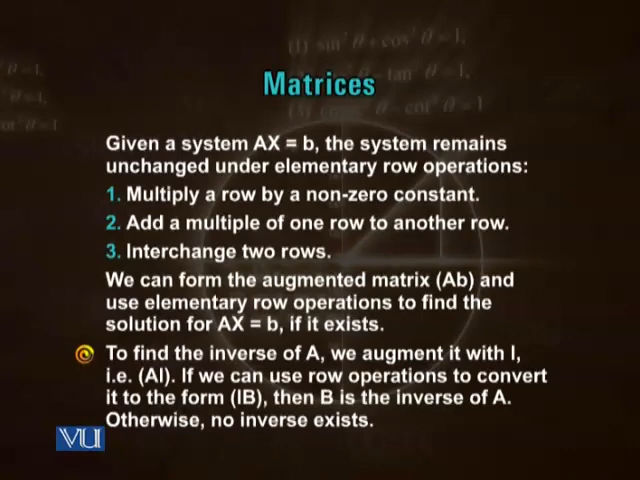 (1) sin² θ + cos² θ = 1,
Matrices
Given a system AX = b, the system remains
unchanged under elementary row operations:
1. Multiply a row by a non-zero constant.
2. Add a multiple of one row to another row.
3. Interchange two rows.
We can form the augmented matrix (Ab) and
use elementary row operations to find the
solution for AX = b, if it exists.
To find the inverse of A, we augment it with I,
i.e. (AI). If we can use row operations to convert
it to the form (IB), then B is the inverse of A.
Otherwise, no inverse exists.
VU